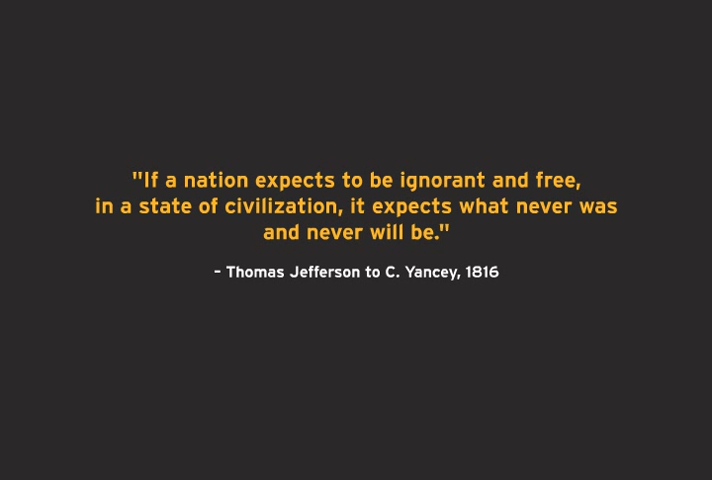 "If a nation expects to be ignorant and free,
in a state of civilization, it expects what never was
and never will be."
– Thomas Jefferson to C. Yancey, 1816